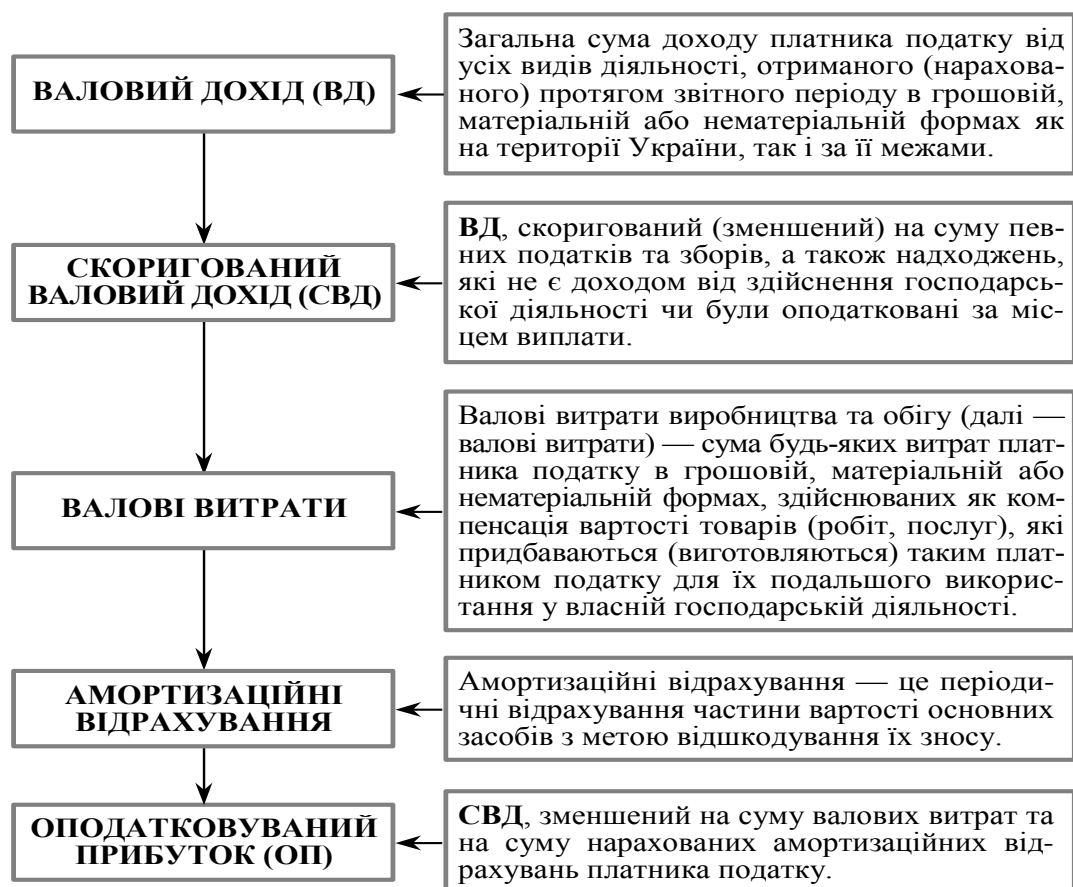 ВАЛОВИЙ ДОХІД (ВД)
Загальна сума доходу платника податку від
усіх видів діяльності, отриманого (нарахова-
ного) протягом звітного періоду в грошовій,
матеріальній або нематеріальній формах як
на території України, так і за її межами.
СКОРИГОВАНИЙ
ВАЛОВИЙ ДОХІД (СВД)
ВД, скоригований (зменшений) на суму пев-
них податків та зборів, а також надходжень,
які не є доходом від здійснення господарсь-
кої діяльності чи були оподатковані за міс-
цем виплати.
ВАЛОВІ ВИТРАТИ
Валові витрати виробництва та обігу (далі —
валові витрати) — сума будь-яких витрат плат-
ника податку в грошовій, матеріальній або
нематеріальній формах, здійснюваних як ком-
пенсація вартості товарів (робіт, послуг), які
придбаваються (виготовляються) таким плат-
ником податку для їх подальшого викорис-
тання у власній господарській діяльності.
АМОРТИЗАЦІЙНІ
ВІДРАХУВАННЯ
Амортизаційні відрахування — це періоди-
чні відрахування частини вартості основних
засобів з метою відшкодування їх зносу.
ОПОДАТКОВУВАНИЙ
ПРИБУТОК (ОП)
СВД, зменшений на суму валових витрат та
на суму нарахованих амортизаційних від-
рахувань платника податку.